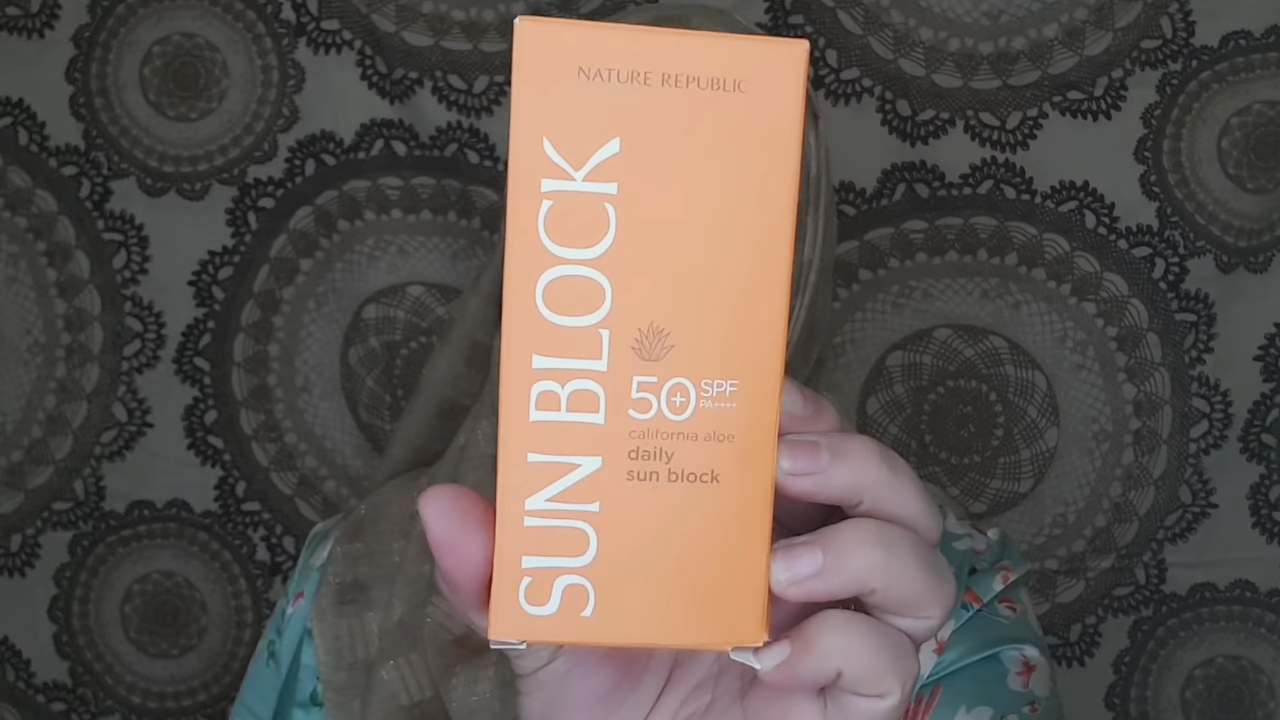 NATURE REPUBLIC
SUN BLOCK
50+ SPF
PA++++
california aloe
daily
sun block